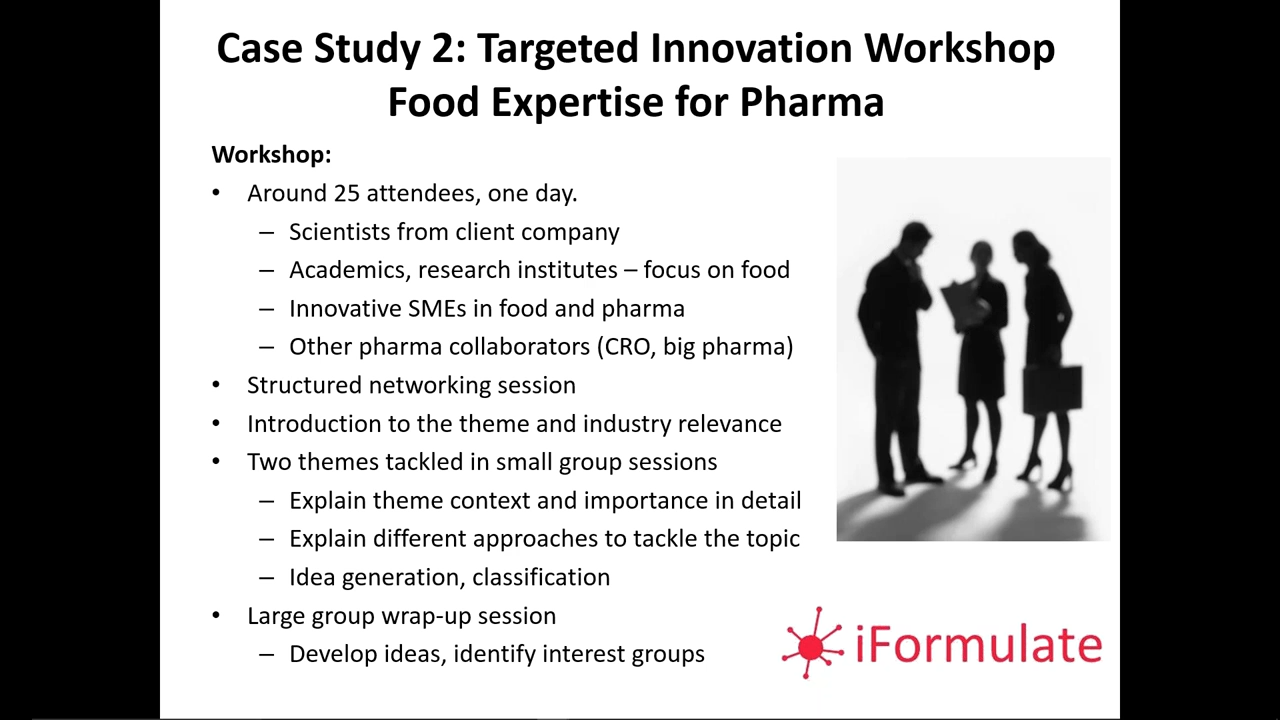 Case Study 2: Targeted Innovation Workshop
Food Expertise for Pharma
Workshop:
• Around 25 attendees, one day.
– Scientists from client company
– Academics, research institutes – focus on food
– Innovative SMEs in food and pharma
– Other pharma collaborators (CRO, big pharma)
• Structured networking session
• Introduction to the theme and industry relevance
• Two themes tackled in small group sessions
– Explain theme context and importance in detail
– Explain different approaches to tackle the topic
– Idea generation, classification
• Large group wrap-up session
– Develop ideas, identify interest groups
iFormulate